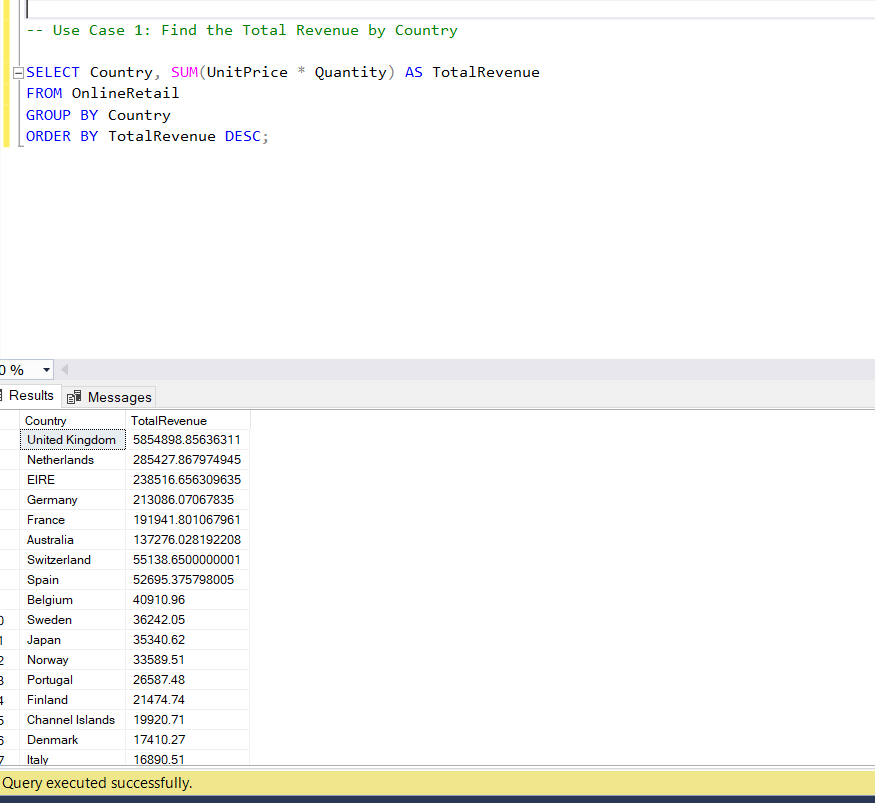 -- Use Case 1: Find the Total Revenue by Country
SELECT Country, SUM(UnitPrice * Quantity) AS TotalRevenue
FROM OnlineRetail
GROUP BY Country
ORDER BY TotalRevenue DESC;
0 %
Results Messages
Country TotalRevenue
United Kingdom 5854898.85636311
Netherlands 285427.867974945
EIRE 238516.656309635
Germany 213086.07067835
France 191941.801067961
Australia 137276.028192208
Switzerland 55138.6500000001
Spain 52695.375798005
Belgium 40910.96
0 Sweden 36242.05
1 Japan 35340.62
2 Norway 33589.51
3 Portugal 26587.48
4 Finland 21474.74
5 Channel Islands 19920.71
6 Denmark 17410.27
7 Italy 16890.51
Query executed successfully.